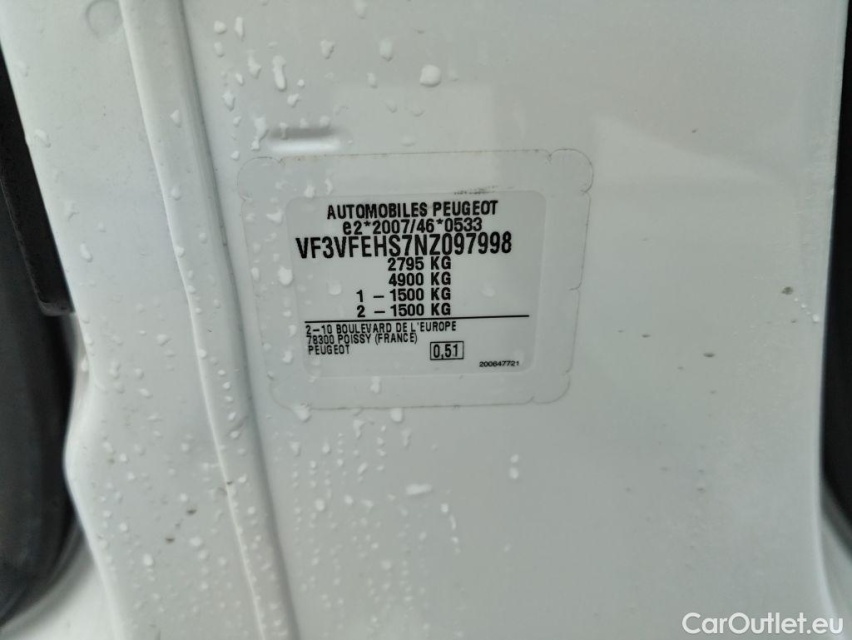 AUTOMOBILES PEUGEOT
e2*2007/46*0533
VF3VFEHS7NZ097998
2795 KG
4900 KG
1 - 1500 KG
2 - 1500 KG
2-10 BOULEVARD DE L'EUROPE
78300 POISSY (FRANCE)
PEUGEOT
0,51
200647721
CarOutlet.eu